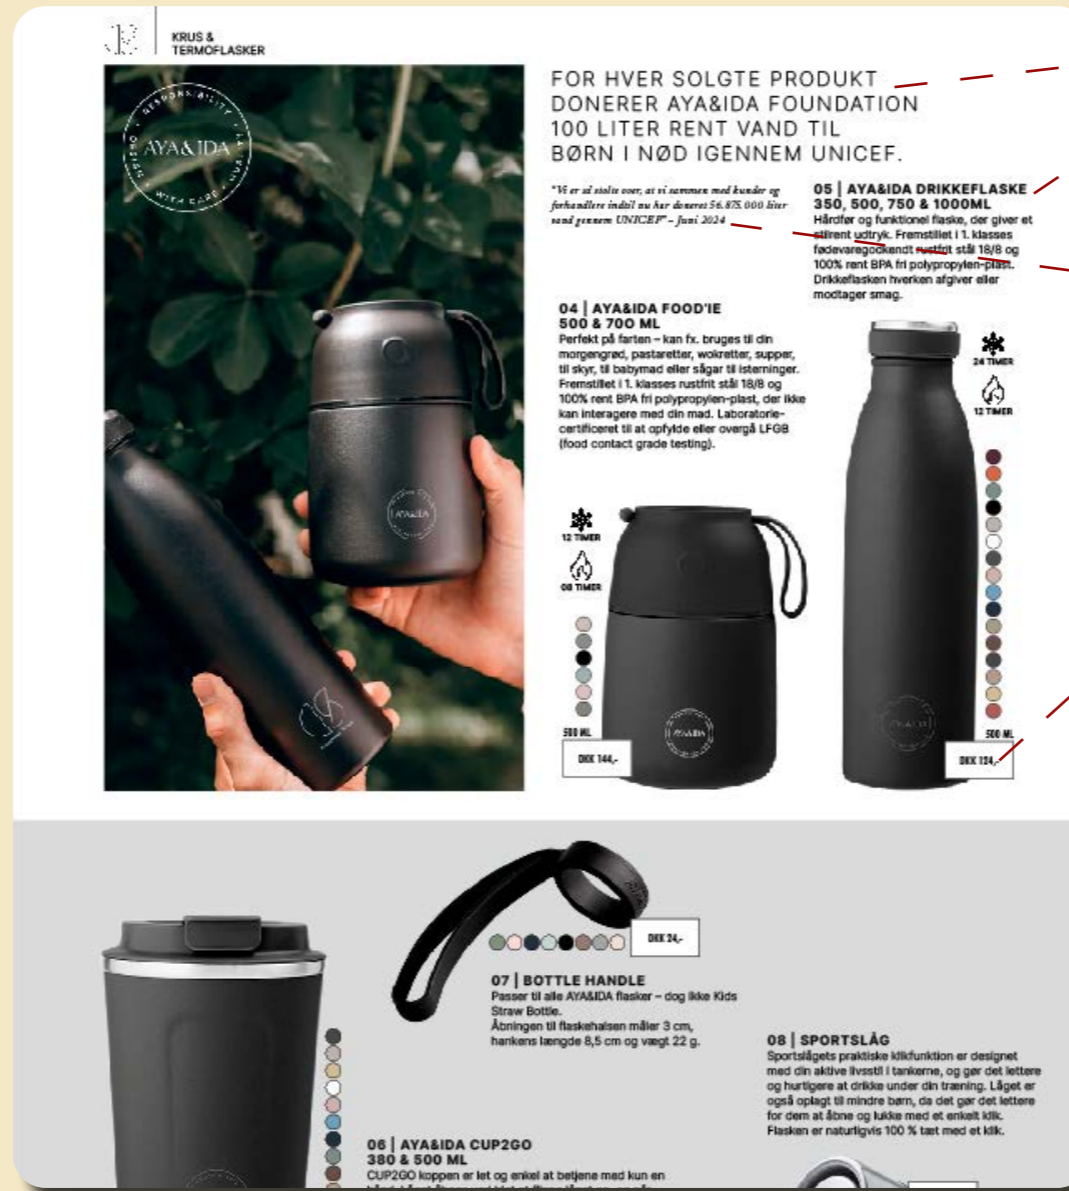 KRUS &
TERMOFLASKER
DESIGN • RESPONSIBILITY • BY DAN • WITH CARE
AYA&IDA
FOR HVER SOLGTE PRODUKT
DONERER AYA&IDA FOUNDATION
100 LITER RENT VAND TIL
BØRN I NØD IGENNEM UNICEF.
"Vi er så stolte over, at vi sammen med kunder og
forhandlere indtil nu har doneret 56.875.000 liter
vand gennem UNICEF" – Juni 2024
05 | AYA&IDA DRIKKEFLASKE
350, 500, 750 & 1000ML
Hårdfør og funktionel flaske, der giver et
stilrent udtryk. Fremstillet i 1. klasses
fødevaregodkendt rustfrit stål 18/8 og
100% rent BPA fri polypropylen-plast.
Drikkeflasken hverken afgiver eller
modtager smag.
04 | AYA&IDA FOOD'IE
500 & 700 ML
Perfekt på farten – kan fx. bruges til din
morgengrød, pastaretter, wokretter, supper,
til skyr, til babymad eller sågar til isterninger.
Fremstillet i 1. klasses rustfrit stål 18/8 og
100% rent BPA fri polypropylen-plast, der ikke
kan interagere med din mad. Laboratorie-
certificeret til at opfylde eller overgå LFGB
(food contact grade testing).
24 TIMER
12 TIMER
12 TIMER
08 TIMER
AYA&IDA
AYA&IDA
AYA&IDA
500 ML
DKK 144,-
500 ML
DKK 124,-
DKK 24,-
07 | BOTTLE HANDLE
Passer til alle AYA&IDA flasker – dog ikke Kids
Straw Bottle.
Åbningen til flaskehalsen måler 3 cm,
hankens længde 8,5 cm og vægt 22 g.
08 | SPORTSLÅG
Sportslågets praktiske klikfunktion er designet
med din aktive livsstil i tankerne, og gør det lettere
og hurtigere at drikke under din træning. Låget er
også oplagt til mindre børn, da det gør det lettere
for dem at åbne og lukke med et enkelt klik.
Flasken er naturligvis 100 % tæt med et klik.
06 | AYA&IDA CUP2GO
380 & 500 ML
CUP2GO koppen er let og enkel at betjene med kun en